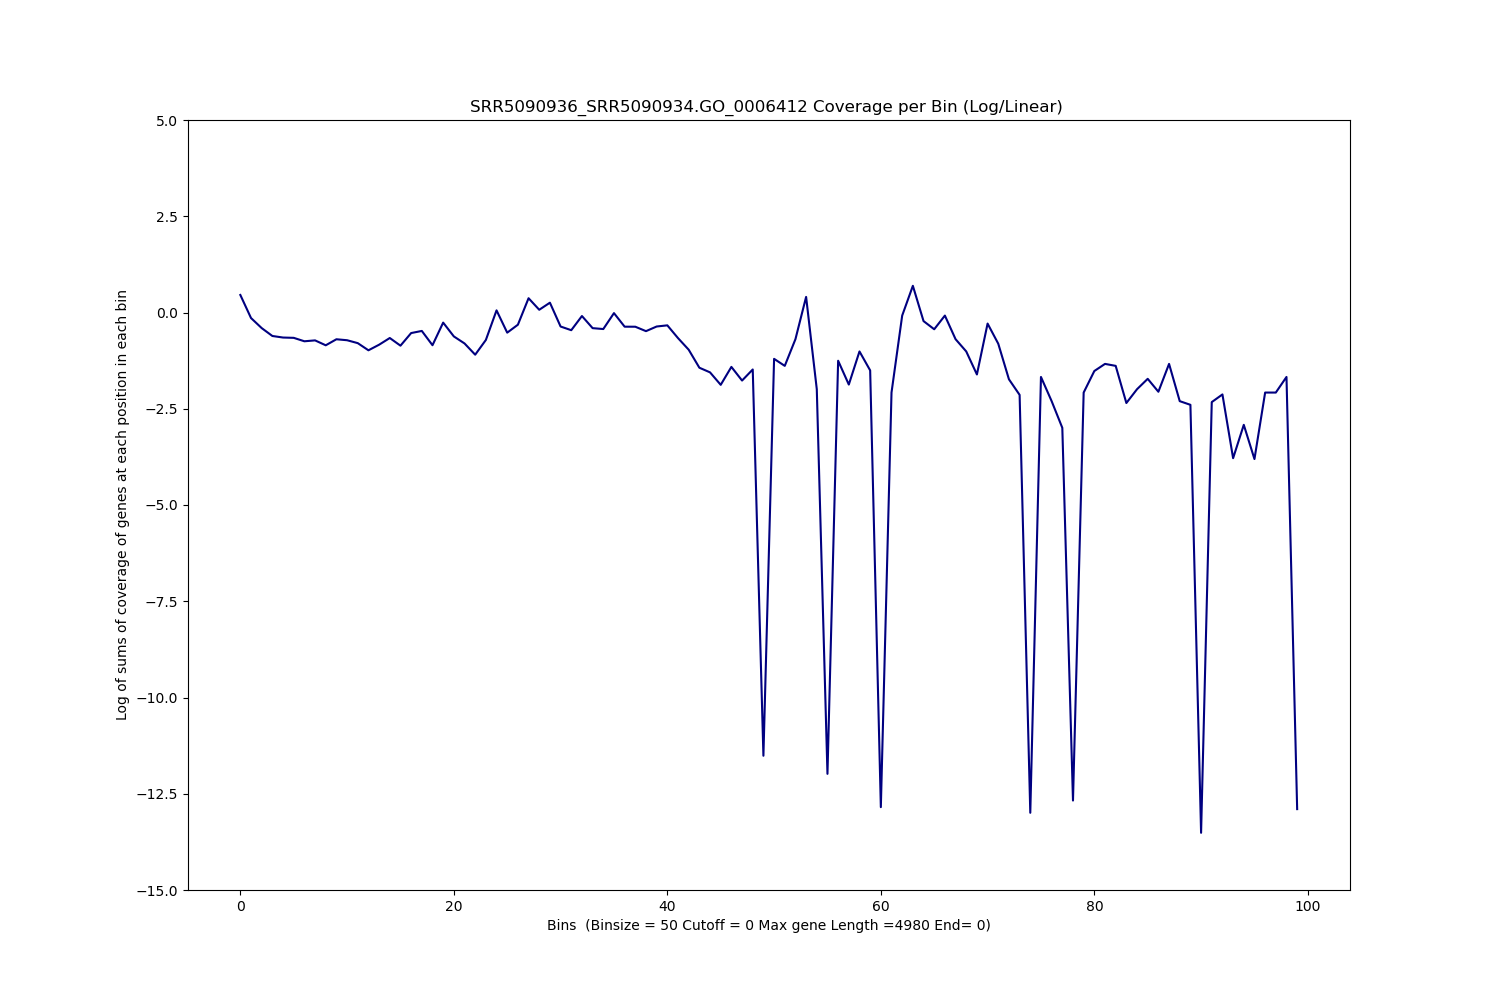 SRR5090936_SRR5090934.GO_0006412 Coverage per Bin (Log/Linear)
5.0
2.5
0.0
−2.5
−5.0
−7.5
−10.0
−12.5
−15.0
Log of sums of coverage of genes at each position in each bin
0 20 40 60 80 100
Bins  (Binsize = 50 Cutoff = 0 Max gene Length =4980 End= 0)